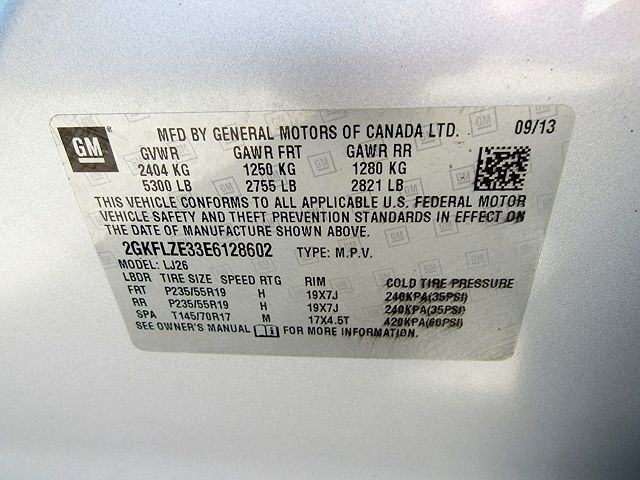 GM® MFD BY GENERAL MOTORS OF CANADA LTD. 09/13
GVWR GAWR FRT GAWR RR
2404 KG 1250 KG 1280 KG
5300 LB 2755 LB 2821 LB
THIS VEHICLE CONFORMS TO ALL APPLICABLE U.S. FEDERAL MOTOR
VEHICLE SAFETY AND THEFT PREVENTION STANDARDS IN EFFECT ON
THE DATE OF MANUFACTURE SHOWN ABOVE.
2GKFLZE33E6128602 TYPE: M.P.V.
MODEL: LJ26
LBDR TIRE SIZE SPEED RTG RIM COLD TIRE PRESSURE
FRT P235/55R19 H 19X7J 240KPA(35PSI)
RR P235/55R19 H 19X7J 240KPA(35PSI)
SPA T145/70R17 M 17X4.5T 420KPA(60PSI)
SEE OWNER'S MANUAL FOR MORE INFORMATION.